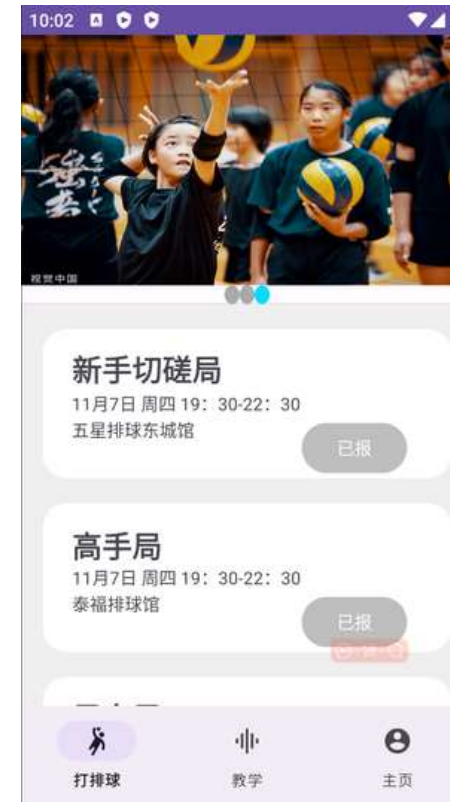 10:02
视觉中国
新手切磋局
11月7日 周四 19：30-22：30
五星排球东城馆
已报
高手局
11月7日 周四 19：30-22：30
泰福排球馆
已报
打排球
教学
主页